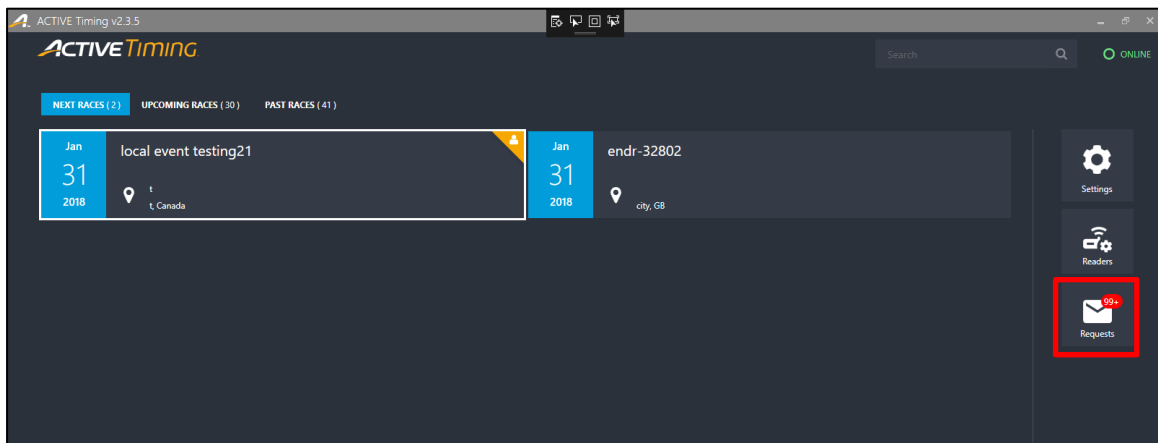 ACTIVE Timing v2.3.5
ACTIVE Timing
Search
ONLINE
NEXT RACES ( 2 ) UPCOMING RACES ( 30 ) PAST RACES ( 41 )
Jan
31
2018
local event testing21
t
t, Canada
Jan
31
2018
endr-32802
city, GB
Settings
Readers
99+
Requests